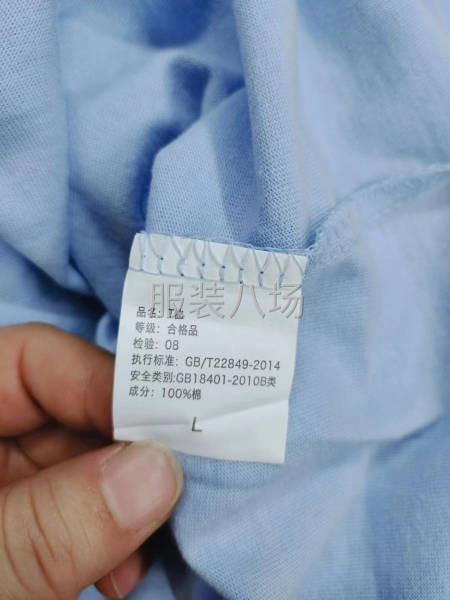 服装八场
品名: T恤
等级: 合格品
检验: 08
执行标准: GB/T22849-2014
安全类别:GB18401-2010B类
成分: 100%棉
L